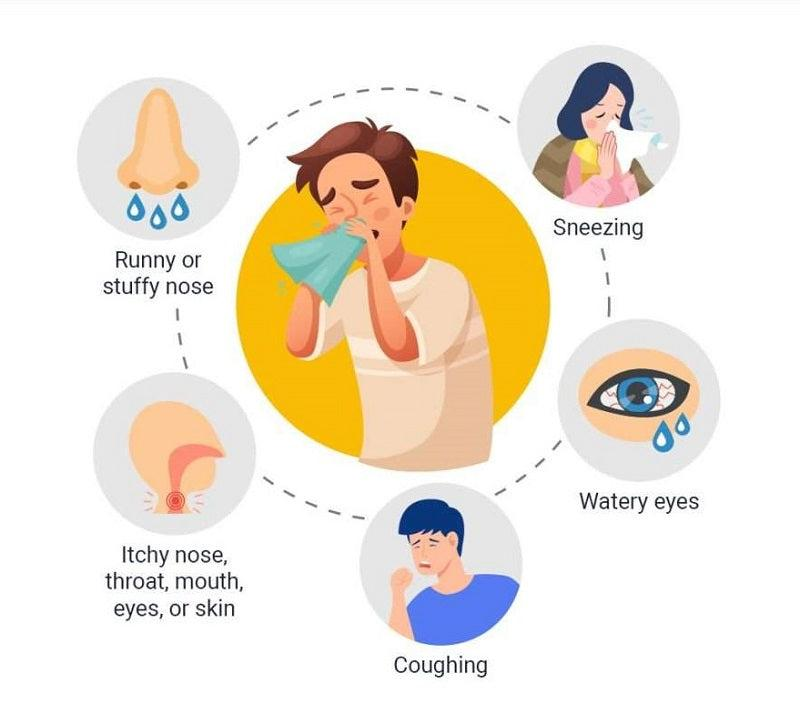 Sneezing
Runny or
stuffy nose
Watery eyes
Itchy nose,
throat, mouth,
eyes, or skin
Coughing